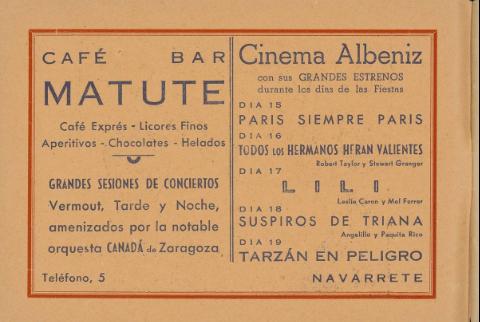 CAFÉ BAR
MATUTE
Café Exprés - Licores Finos
Aperitivos - Chocolates - Helados
GRANDES SESIONES DE CONCIERTOS
Vermout, Tarde y Noche,
amenizados por la notable
orquesta CANADÁ de Zaragoza
Teléfono, 5
Cinema Albeniz
con sus GRANDES ESTRENOS
durante los días de las Fiestas
DIA 15
PARIS SIEMPRE PARIS
DIA 16
TODOS LOS HERMANOS HERAN VALIENTES
Robert Taylor y Stewart Granger
DIA 17
LILI
Leslie Caron y Mel Ferrer
DIA 18
SUSPIROS DE TRIANA
Angelillo y Paquita Rico
DIA 19
TARZÁN EN PELIGRO
NAVARRETE